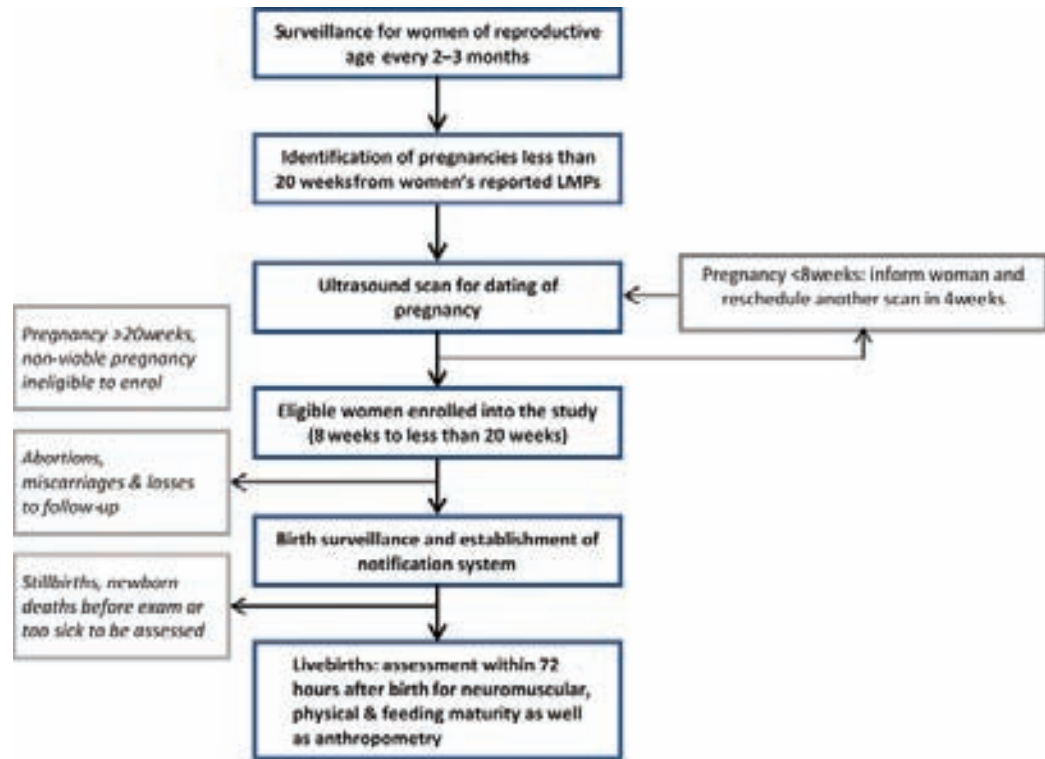 Surveillance for women of reproductive
age every 2–3 months
Identification of pregnancies less than
20 weeksfrom women's reported LMPs
Ultrasound scan for dating of
pregnancy
Pregnancy <8weeks: inform woman and
reschedule another scan in 4weeks
Pregnancy >20weeks,
non-viable pregnancy
ineligible to enrol
Eligible women enrolled into the study
(8 weeks to less than 20 weeks)
Abortions,
miscarriages & losses
to follow-up
Birth surveillance and establishment of
notification system
Stillbirths, newborn
deaths before exam or
too sick to be assessed
Livebirths: assessment within 72
hours after birth for neuromuscular,
physical & feeding maturity as well
as anthropometry